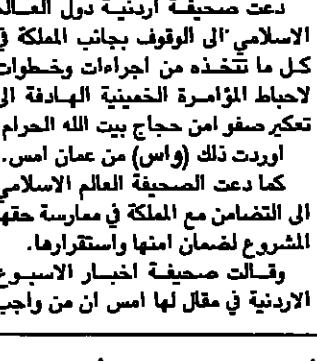 دعت صحيفة اردنية دول العالم
الاسلامي الى الوقوف بجانب المملكة في
كل ما تتخذه من اجراءات وخطوات
لاحباط المؤامرة الخمينية الهادفة الى
تعكير صفو امن حجاج بيت الله الحرام
اوردت ذلك (واس) من عمان امس.
كما دعت الصحيفة العالم الاسلامي
الى التضامن مع المملكة في ممارسة حقها
المشروع لضمان امنها واستقرارها.
وقالت صحيفة اخبار الاسبوع
الاردنية في مقال لها امس ان من واجب